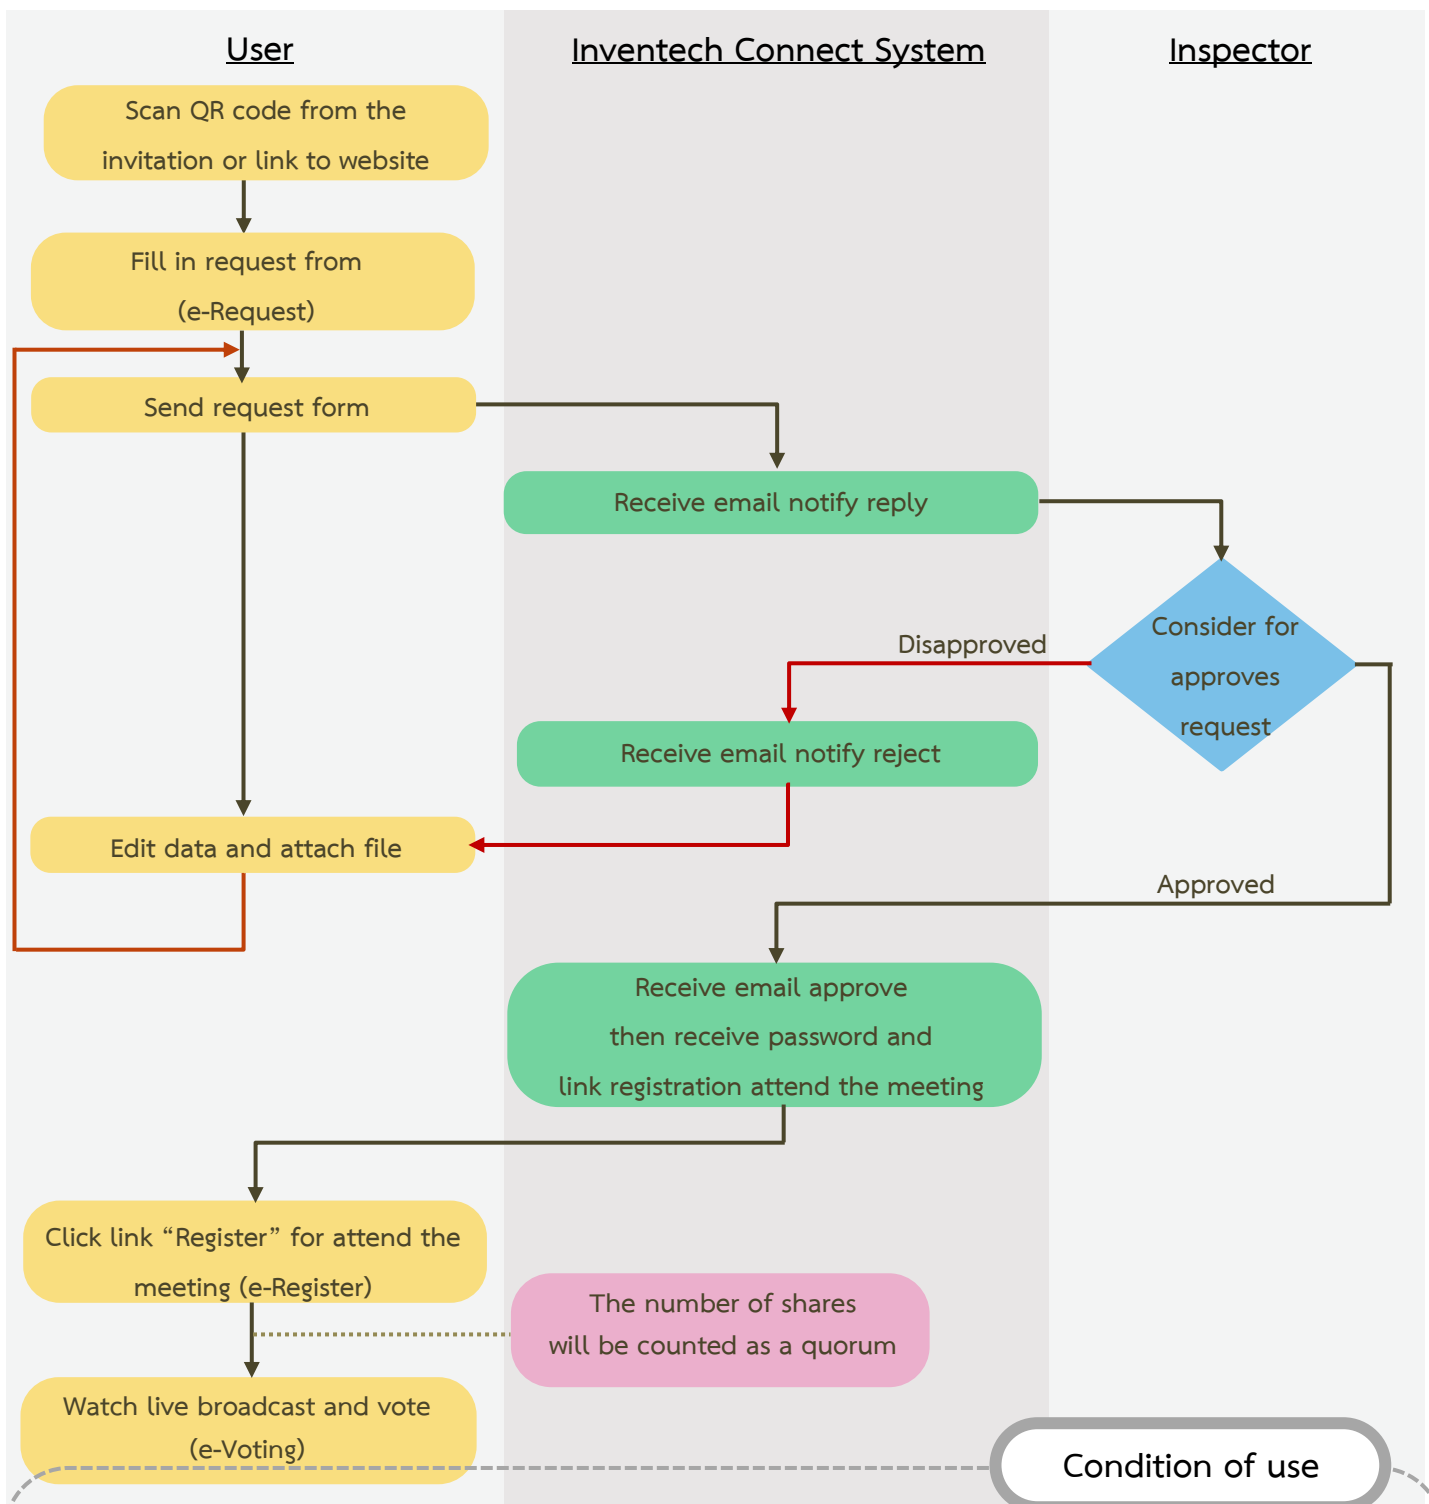 User
Inventech Connect System
Inspector
Scan QR code from the
invitation or link to website
Fill in request from
(e-Request)
Send request form
Receive email notify reply
Consider for
approves
request
Disapproved
Receive email notify reject
Edit data and attach file
Approved
Receive email approve
then receive password and
link registration attend the meeting
Click link “Register” for attend the
meeting (e-Register)
The number of shares
will be counted as a quorum
Watch live broadcast and vote
(e-Voting)
Condition of use